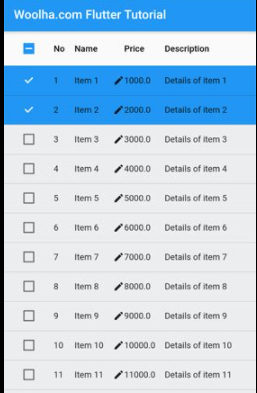 Woolha.com Flutter Tutorial
No Name Price Description
1 Item 1 1000.0 Details of item 1
2 Item 2 2000.0 Details of item 2
3 Item 3 3000.0 Details of item 3
4 Item 4 4000.0 Details of item 4
5 Item 5 5000.0 Details of item 5
6 Item 6 6000.0 Details of item 6
7 Item 7 7000.0 Details of item 7
8 Item 8 8000.0 Details of item 8
9 Item 9 9000.0 Details of item 9
10 Item 10 10000.0 Details of item 10
11 Item 11 11000.0 Details of item 11